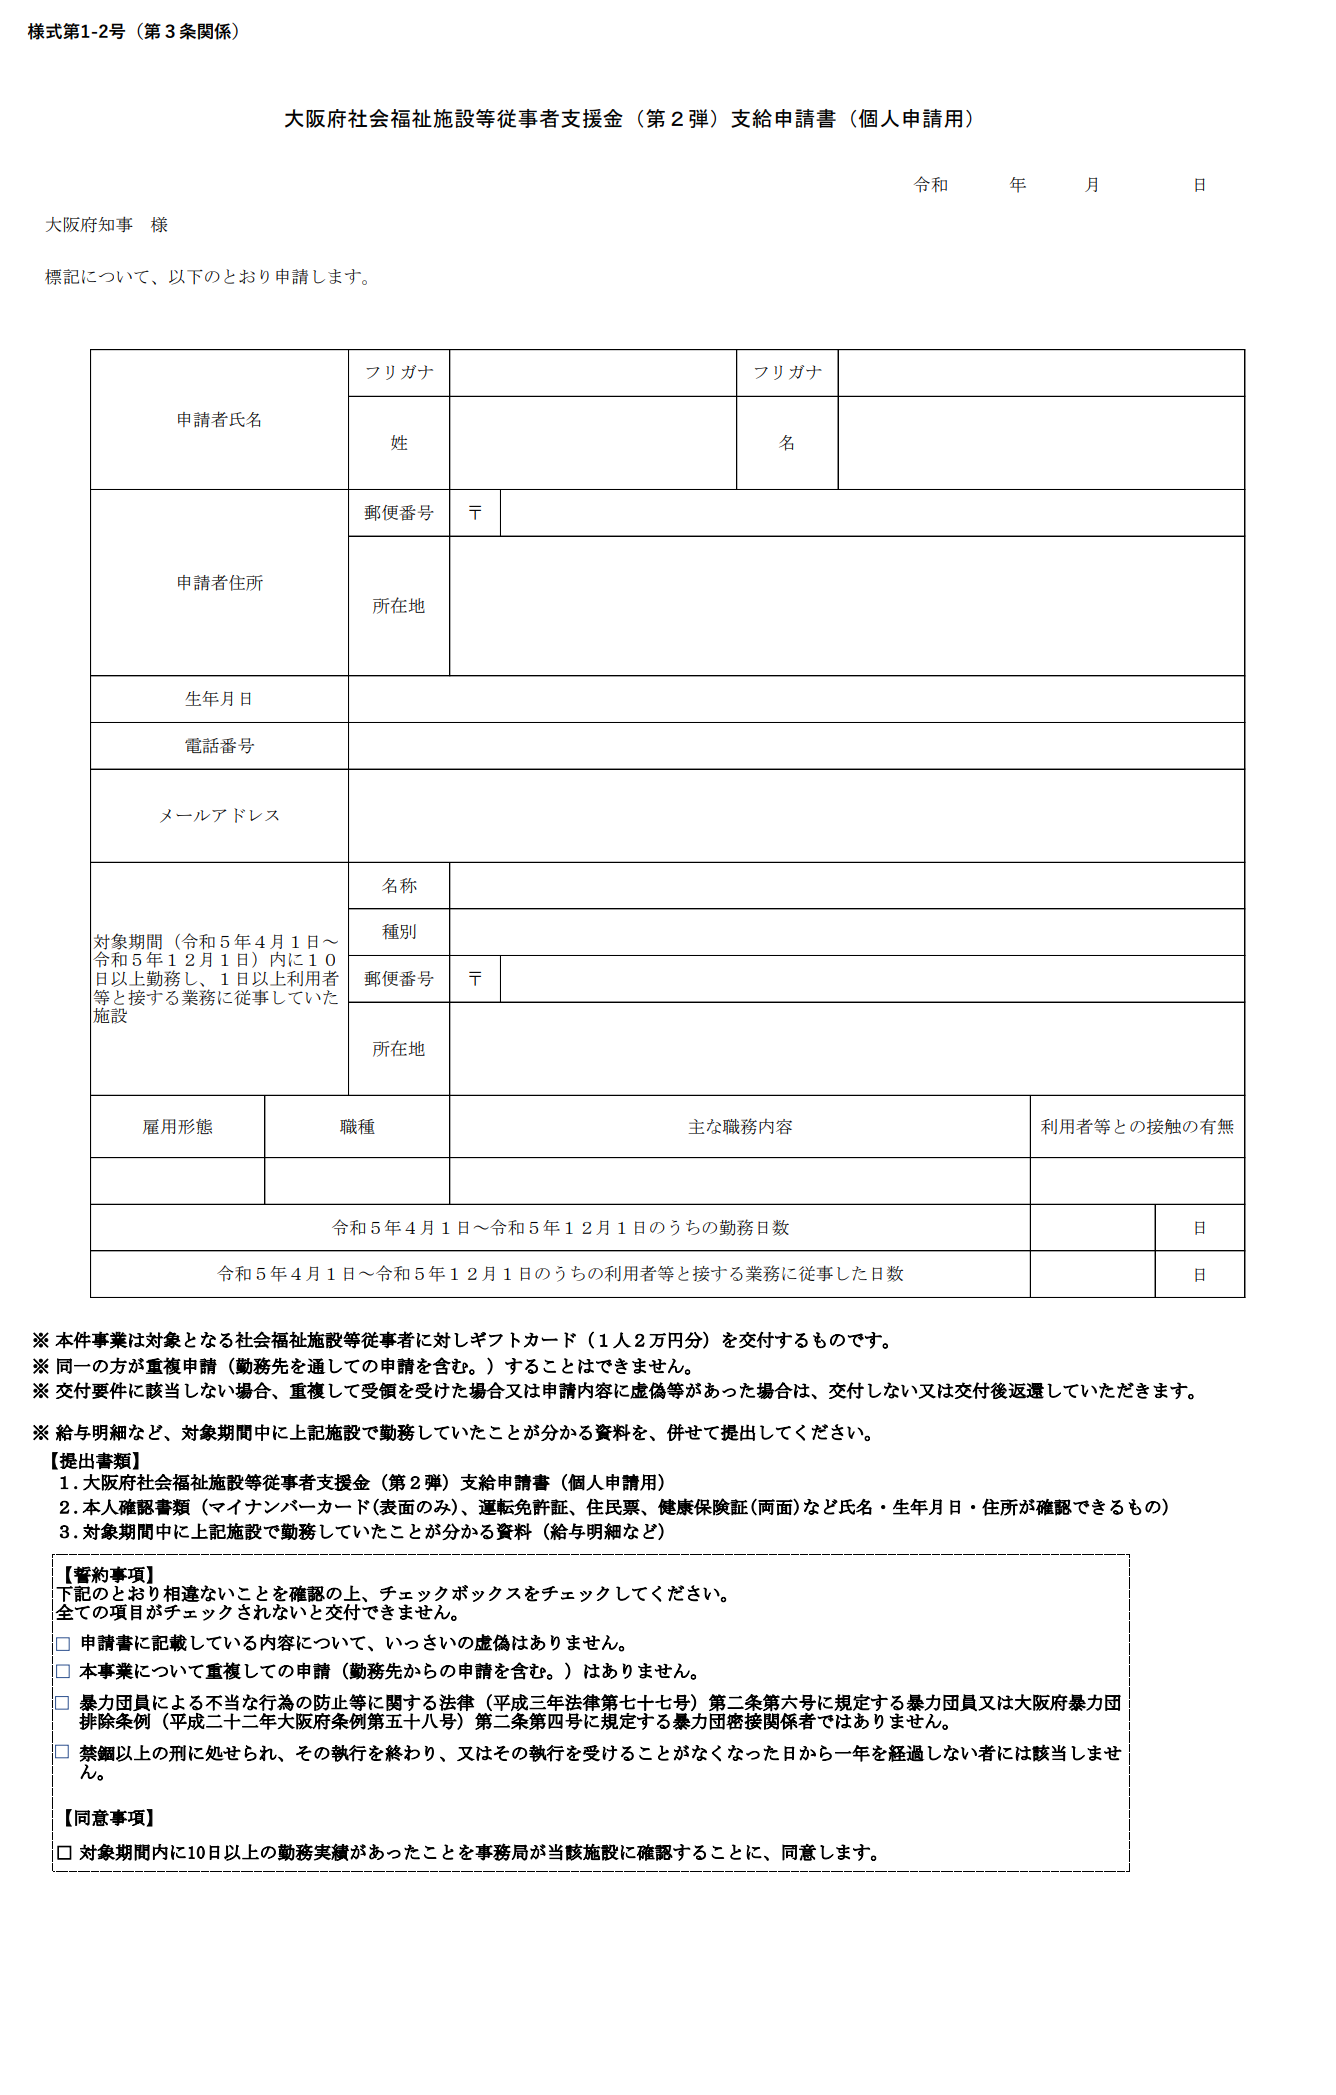 様式第1-2号（第３条関係）
大阪府社会福祉施設等従事者支援金（第２弾）支給申請書（個人申請用）
令和　年　月　日
大阪府知事　様
標記について、以下のとおり申請します。
申請者氏名
フリガナ
フリガナ
姓
名
申請者住所
郵便番号
〒
所在地
生年月日
電話番号
メールアドレス
対象期間（令和５年４月１日～
令和５年１２月１日）内に１０
日以上勤務し、１日以上利用者
等と接する業務に従事していた
施設
名称
種別
郵便番号
〒
所在地
雇用形態
職種
主な職務内容
利用者等との接触の有無
令和５年４月１日～令和５年１２月１日のうちの勤務日数
日
令和５年４月１日～令和５年１２月１日のうちの利用者等と接する業務に従事した日数
日
※ 本件事業は対象となる社会福祉施設等従事者に対しギフトカード（１人２万円分）を交付するものです。
※ 同一の方が重複申請（勤務先を通しての申請を含む。）することはできません。
※ 交付要件に該当しない場合、重複して受領を受けた場合又は申請内容に虚偽等があった場合は、交付しない又は交付後返還していただきます。
※ 給与明細など、対象期間中に上記施設で勤務していたことが分かる資料を、併せて提出してください。
【提出書類】
１.大阪府社会福祉施設等従事者支援金（第２弾）支給申請書（個人申請用）
２.本人確認書類（マイナンバーカード(表面のみ)、運転免許証、住民票、健康保険証(両面)など氏名・生年月日・住所が確認できるもの）
３.対象期間中に上記施設で勤務していたことが分かる資料（給与明細など）
【誓約事項】
下記のとおり相違ないことを確認の上、チェックボックスをチェックしてください。
全ての項目がチェックされないと交付できません。
□ 申請書に記載している内容について、いっさいの虚偽はありません。
□ 本事業について重複しての申請（勤務先からの申請を含む。）はありません。
□ 暴力団員による不当な行為の防止等に関する法律（平成三年法律第七十七号）第二条第六号に規定する暴力団員又は大阪府暴力団
排除条例（平成二十二年大阪府条例第五十八号）第二条第四号に規定する暴力団密接関係者ではありません。
□ 禁錮以上の刑に処せられ、その執行を終わり、又はその執行を受けることがなくなった日から一年を経過しない者には該当しませ
ん。
【同意事項】
□ 対象期間内に10日以上の勤務実績があったことを事務局が当該施設に確認することに、同意します。